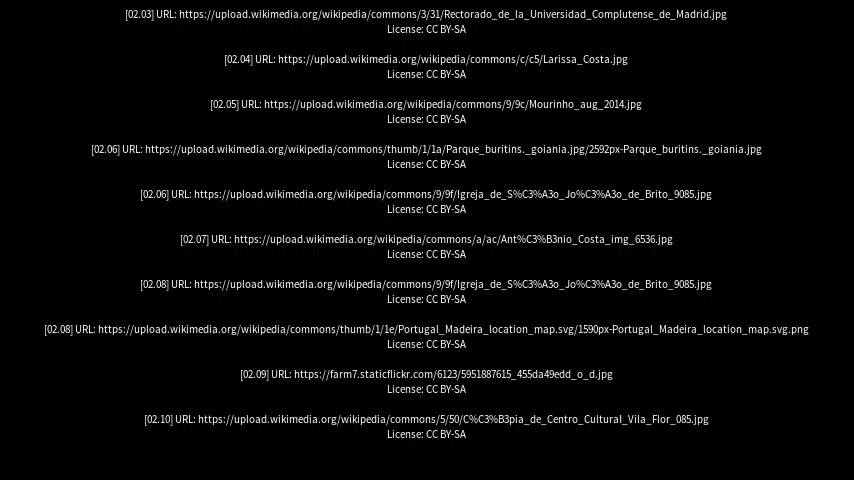 [02.03] URL: https://upload.wikimedia.org/wikipedia/commons/3/31/Rectorado_de_la_Universidad_Complutense_de_Madrid.jpg
License: CC BY-SA
[02.04] URL: https://upload.wikimedia.org/wikipedia/commons/c/c5/Larissa_Costa.jpg
License: CC BY-SA
[02.05] URL: https://upload.wikimedia.org/wikipedia/commons/9/9c/Mourinho_aug_2014.jpg
License: CC BY-SA
[02.06] URL: https://upload.wikimedia.org/wikipedia/commons/thumb/1/1a/Parque_buritins._goiania.jpg/2592px-Parque_buritins._goiania.jpg
License: CC BY-SA
[02.06] URL: https://upload.wikimedia.org/wikipedia/commons/9/9f/Igreja_de_S%C3%A3o_Jo%C3%A3o_de_Brito_9085.jpg
License: CC BY-SA
[02.07] URL: https://upload.wikimedia.org/wikipedia/commons/a/ac/Ant%C3%B3nio_Costa_img_6536.jpg
License: CC BY-SA
[02.08] URL: https://upload.wikimedia.org/wikipedia/commons/9/9f/Igreja_de_S%C3%A3o_Jo%C3%A3o_de_Brito_9085.jpg
License: CC BY-SA
[02.08] URL: https://upload.wikimedia.org/wikipedia/commons/thumb/1/1e/Portugal_Madeira_location_map.svg/1590px-Portugal_Madeira_location_map.svg.png
License: CC BY-SA
[02.09] URL: https://farm7.staticflickr.com/6123/5951887615_455da49edd_o_d.jpg
License: CC BY-SA
[02.10] URL: https://upload.wikimedia.org/wikipedia/commons/5/50/C%C3%B3pia_de_Centro_Cultural_Vila_Flor_085.jpg
License: CC BY-SA